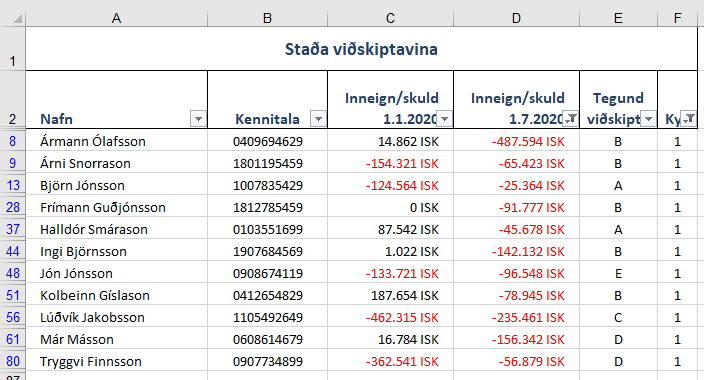 A B C D E F
1 Staða viðskiptavina
Inneign/skuld Inneign/skuld Tegund
2 Nafn Kennitala 1.1.2020 1.7.2020 viðskipt Ky
8 Ármann Ólafsson 0409694629 14.862 ISK -487.594 ISK B 1
9 Árni Snorrason 1801195459 -154.321 ISK -65.423 ISK B 1
13 Björn Jónsson 1007835429 -124.564 ISK -25.364 ISK A 1
28 Frímann Guðjónsson 1812785459 0 ISK -91.777 ISK B 1
37 Halldór Smárason 0103551699 87.542 ISK -45.678 ISK A 1
44 Ingi Björnsson 1907684569 1.022 ISK -142.132 ISK B 1
48 Jón Jónsson 0908674119 -133.721 ISK -96.548 ISK E 1
51 Kolbeinn Gíslason 0412654829 187.654 ISK -78.945 ISK B 1
56 Lúðvík Jakobsson 1105492649 -462.315 ISK -235.461 ISK C 1
61 Már Másson 0608614679 16.784 ISK -156.342 ISK D 1
80 Tryggvi Finnsson 0907734899 -362.541 ISK -56.879 ISK D 1